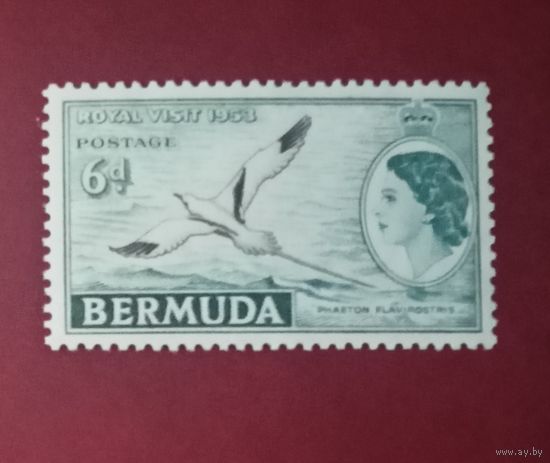 ROYAL VISIT 1953
POSTAGE
6d
BERMUDA
PHAETON FLAVIROSTRIS
www.ay.by